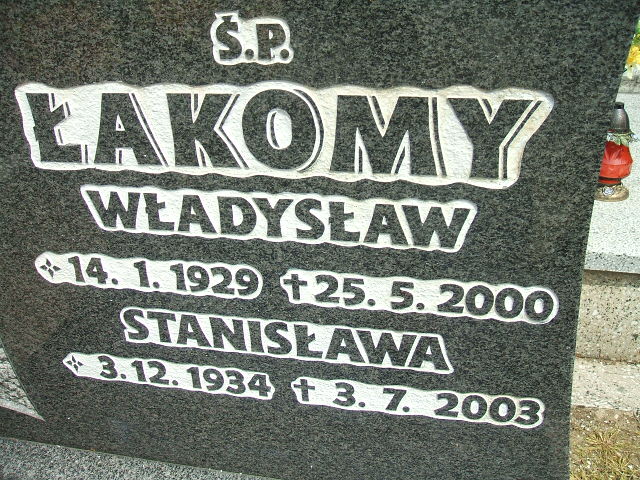 Ś.P.
ŁAKOMY
WŁADYSŁAW
14. 1. 1929 ✝ 25. 5. 2000
STANISŁAWA
3. 12. 1934 ✝ 3. 7. 2003